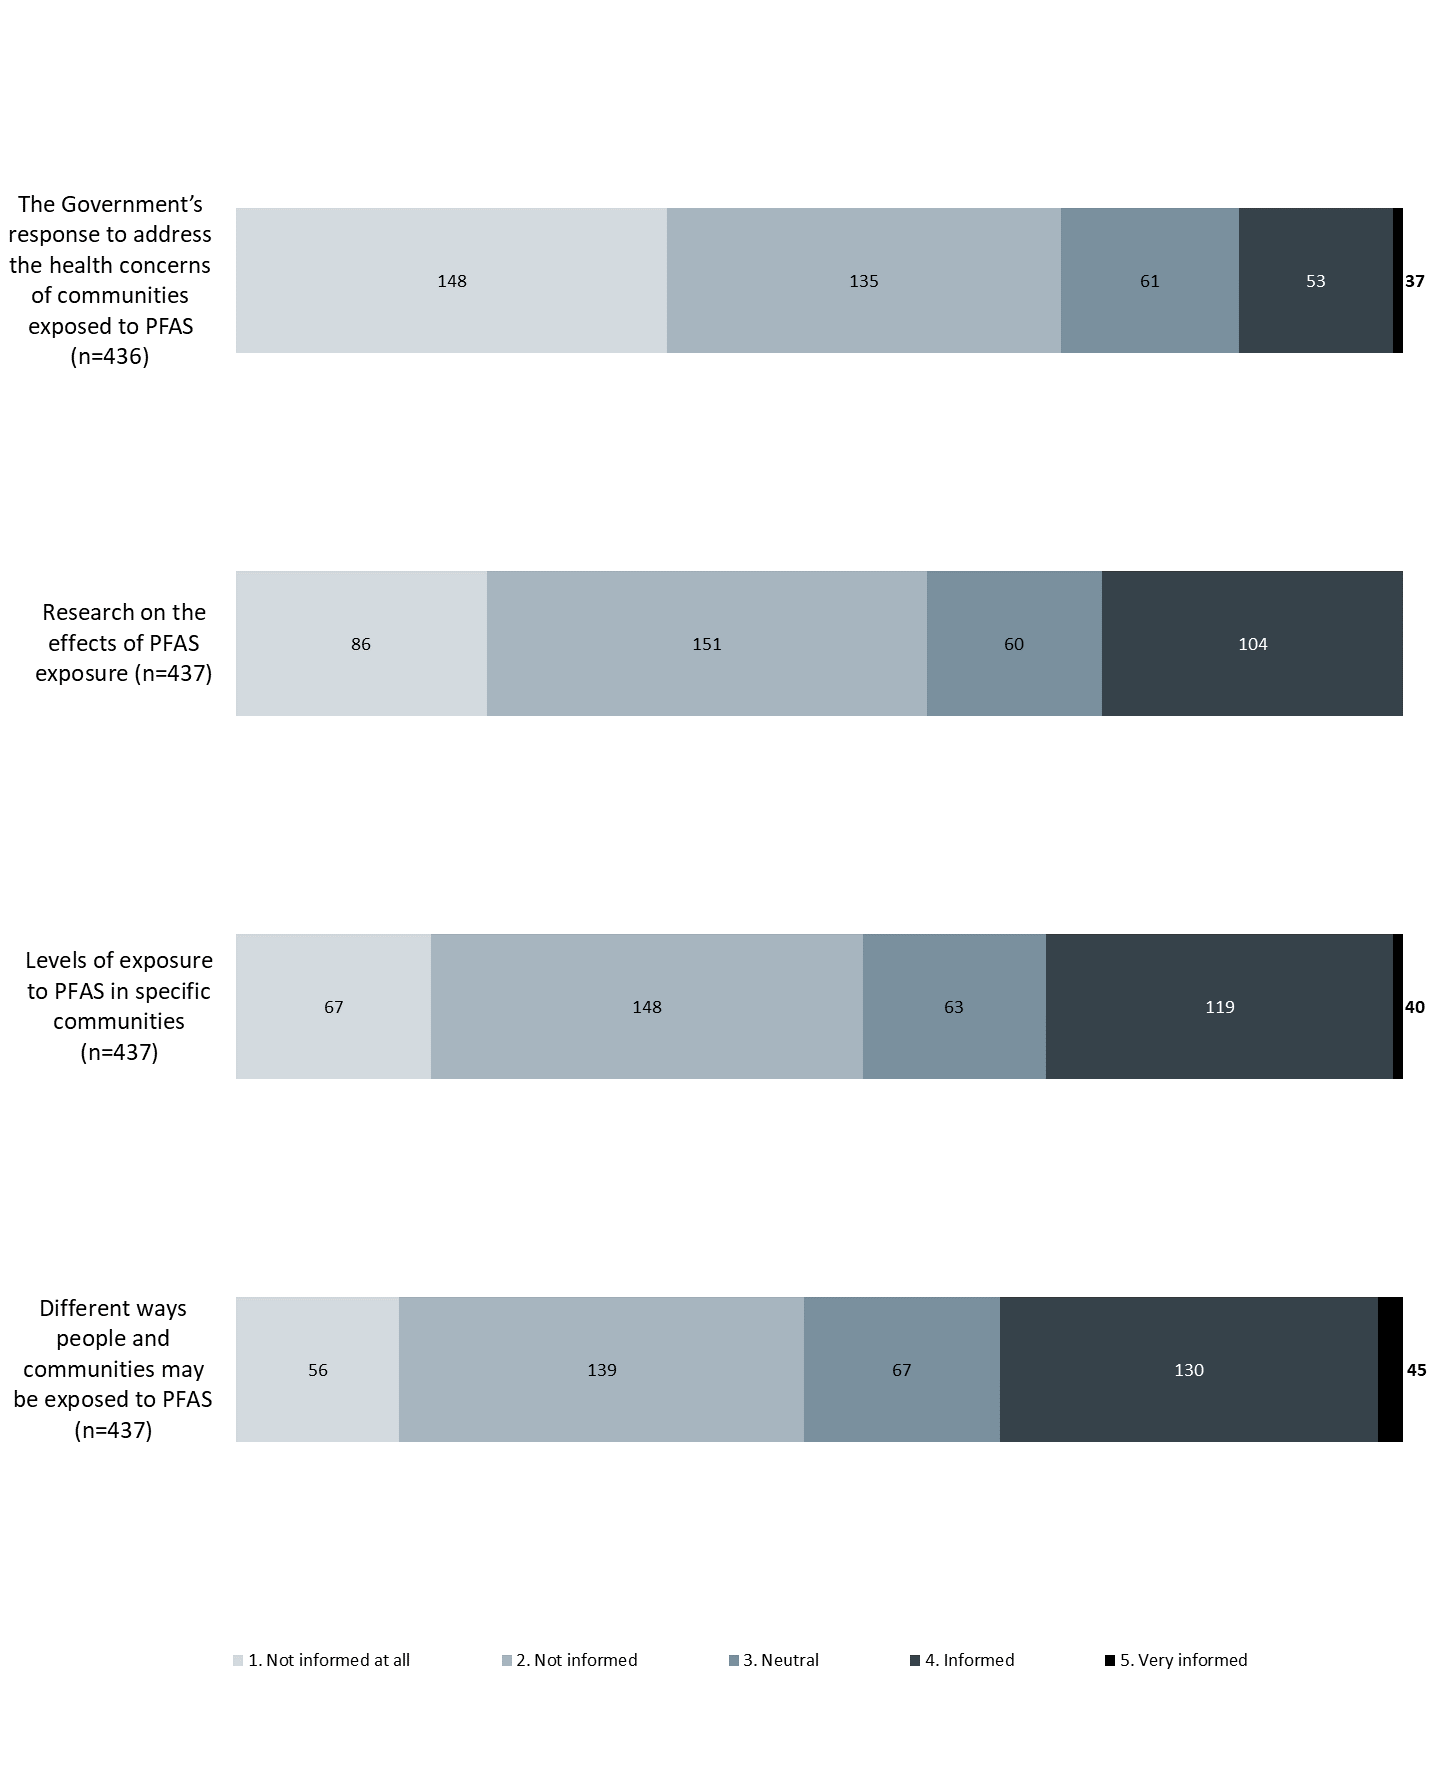 The Government’s
response to address
the health concerns
of communities
exposed to PFAS
(n=436)
148
135
61
53
37
Research on the
effects of PFAS
exposure (n=437)
86
151
60
104
Levels of exposure
to PFAS in specific
communities
(n=437)
67
148
63
119
40
Different ways
people and
communities may
be exposed to PFAS
(n=437)
56
139
67
130
45
1. Not informed at all
2. Not informed
3. Neutral
4. Informed
5. Very informed